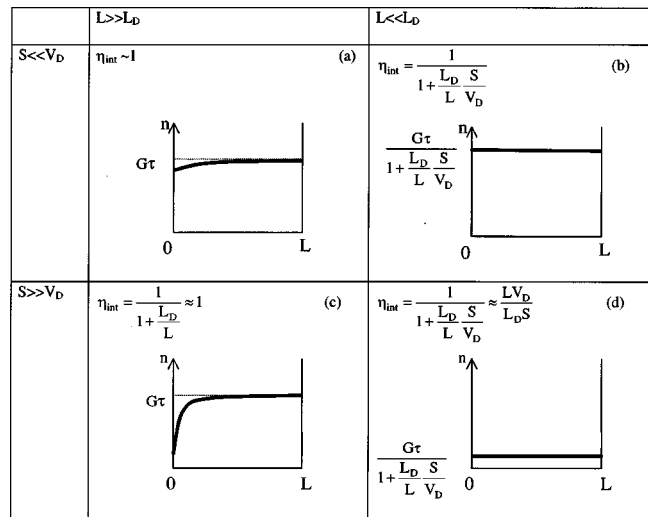 L>>L_D L<<L_D
S<<V_D η_int ~1 (a)
η_int = 1/(1 + (L_D/L)(S/V_D)) (b)
n
Gτ
0 L
n
Gτ/(1 + (L_D/L)(S/V_D))
0 L
S>>V_D η_int = 1/(1 + L_D/L) ≈ 1 (c)
η_int = 1/(1 + (L_D/L)(S/V_D)) ≈ LV_D/(L_DS) (d)
n
Gτ
0 L
n
Gτ/(1 + (L_D/L)(S/V_D))
0 L